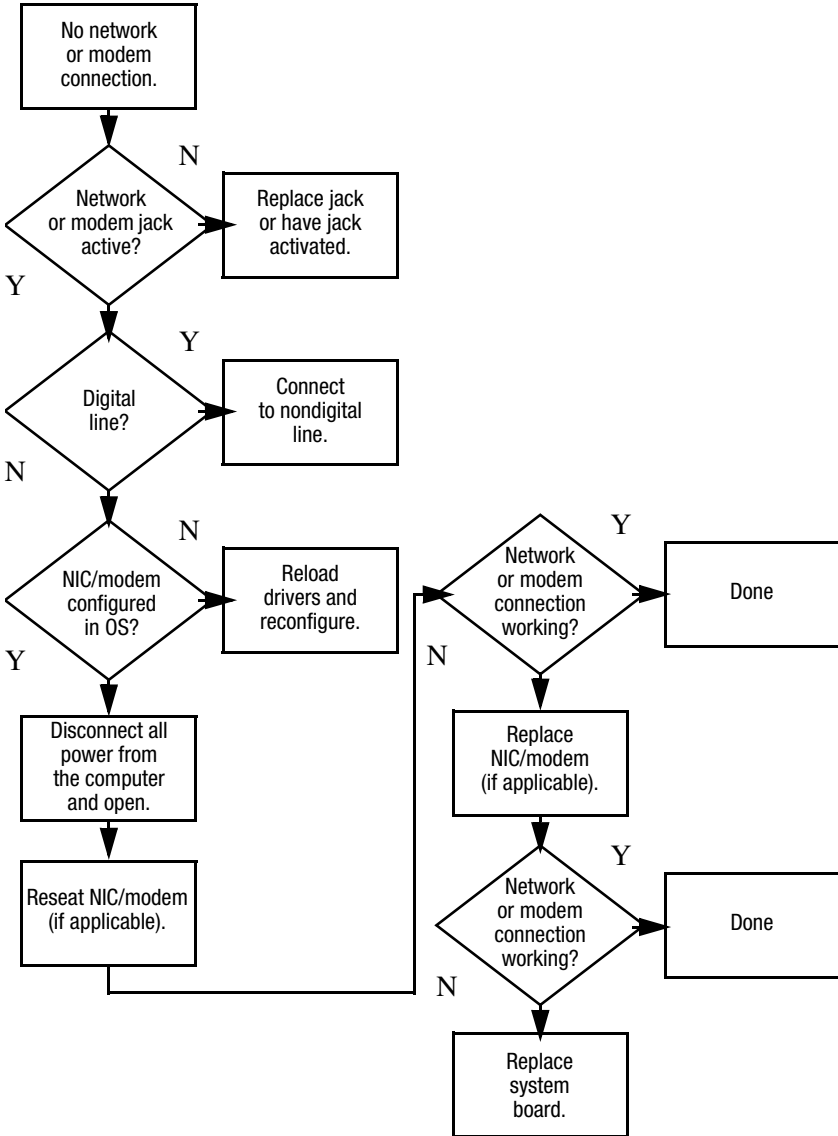 No network
or modem
connection.
N
Network
or modem jack
active?
Replace jack
or have jack
activated.
Y
Y
Digital
line?
Connect
to nondigital
line.
N
N
NIC/modem
configured
in OS?
Reload
drivers and
reconfigure.
Y
Disconnect all
power from
the computer
and open.
Reseat NIC/modem
(if applicable).
Y
Network
or modem
connection
working?
Done
N
Replace
NIC/modem
(if applicable).
Y
Network
or modem
connection
working?
Done
N
Replace
system
board.